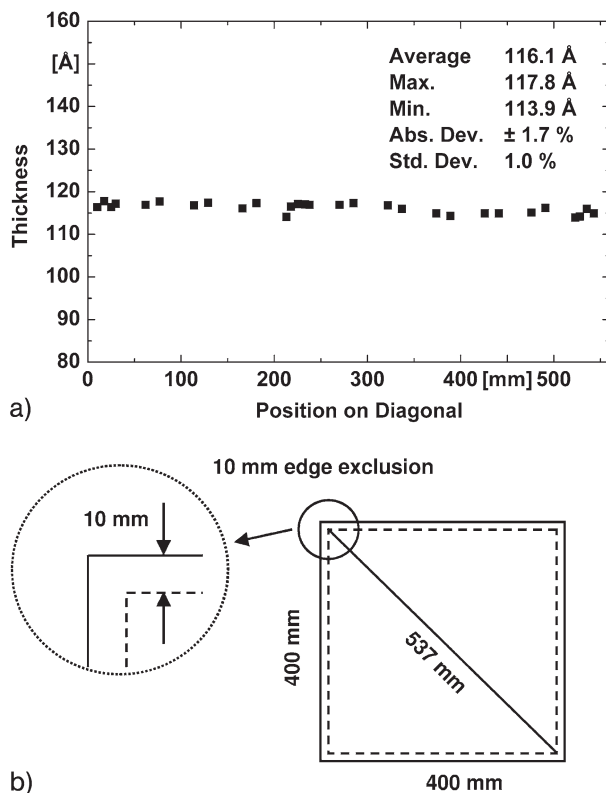 160
[Å]
150
140
130
120
110
100
90
80
Thickness
Average 116.1 Å
Max. 117.8 Å
Min. 113.9 Å
Abs. Dev. ± 1.7 %
Std. Dev. 1.0 %
0 100 200 300 400 [mm] 500
a) Position on Diagonal
10 mm edge exclusion
10 mm
400 mm
537 mm
b) 400 mm